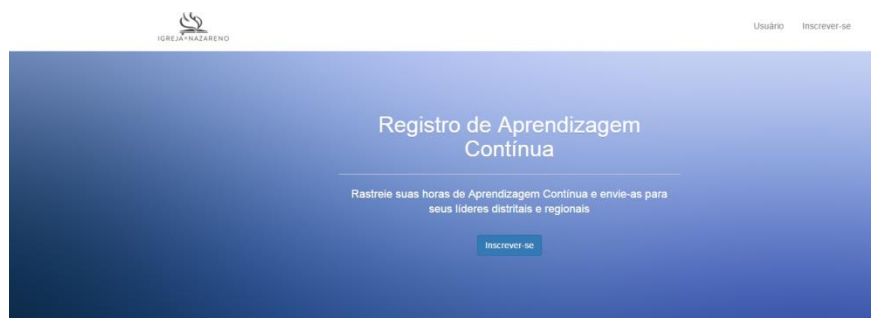 IGREJA DO NAZARENO
Usuário Inscrever-se
Registro de Aprendizagem
Contínua
Rastreie suas horas de Aprendizagem Contínua e envie-as para
seus líderes distritais e regionais
Inscrever-se